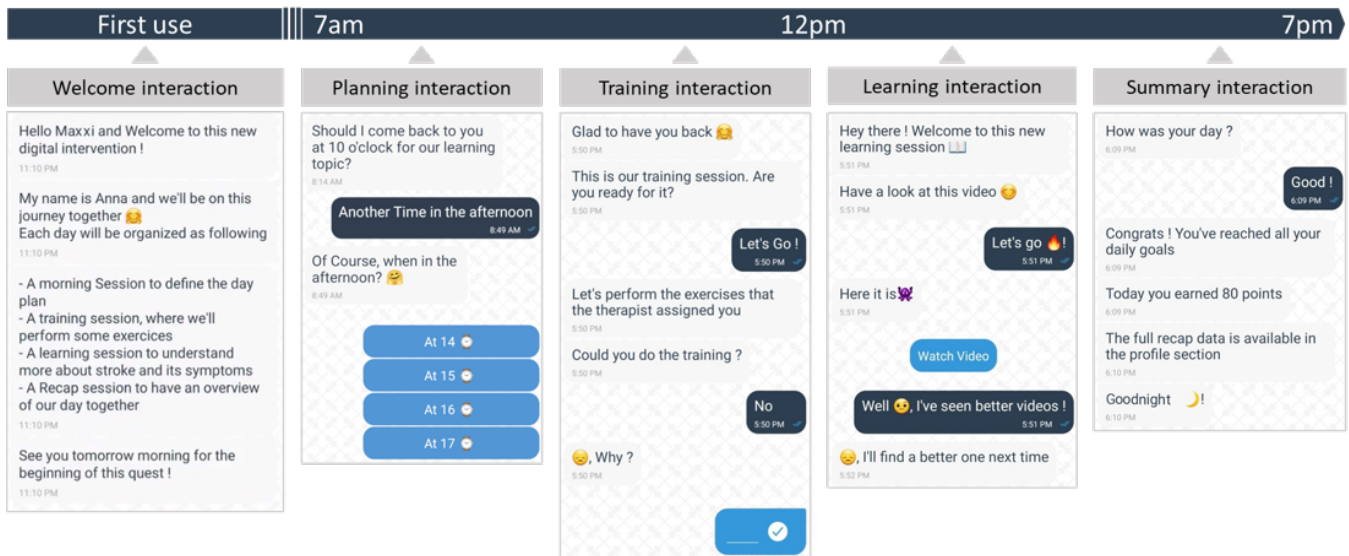 First use
7am
12pm
7pm
Welcome interaction
Hello Maxxi and Welcome to this new
digital intervention !
11:10 PM
My name is Anna and we'll be on this
journey together 🤗
Each day will be organized as following
11:10 PM
- A morning Session to define the day
plan
- A training session, where we'll
perform some exercices
- A learning session to understand
more about stroke and its symptoms
- A Recap session to have an overview
of our day together
11:10 PM
See you tomorrow morning for the
beginning of this quest !
11:10 PM
Planning interaction
Should I come back to you
at 10 o'clock for our learning
topic?
8:14 AM
Another Time in the afternoon
8:49 AM
Of Course, when in the
afternoon? 🤗
8:49 AM
At 14 ⌚
At 15 ⌚
At 16 ⌚
At 17 ⌚
Training interaction
Glad to have you back 🤗
5:50 PM
This is our training session. Are
you ready for it?
5:50 PM
Let's Go !
5:50 PM
Let's perform the exercises that
the therapist assigned you
5:50 PM
Could you do the training ?
5:50 PM
No
5:50 PM
😞, Why ?
5:50 PM
Learning interaction
Hey there ! Welcome to this new
learning session 📖
5:51 PM
Have a look at this video 😊
5:51 PM
Let's go 🔥!
5:51 PM
Here it is👾
5:51 PM
Watch Video
Well 🤨, I've seen better videos !
5:51 PM
😞, I'll find a better one next time
5:52 PM
Summary interaction
How was your day ?
6:09 PM
Good !
6:09 PM
Congrats ! You've reached all your
daily goals
6:09 PM
Today you earned 80 points
6:09 PM
The full recap data is available in
the profile section
6:10 PM
Goodnight 🌙!
6:10 PM